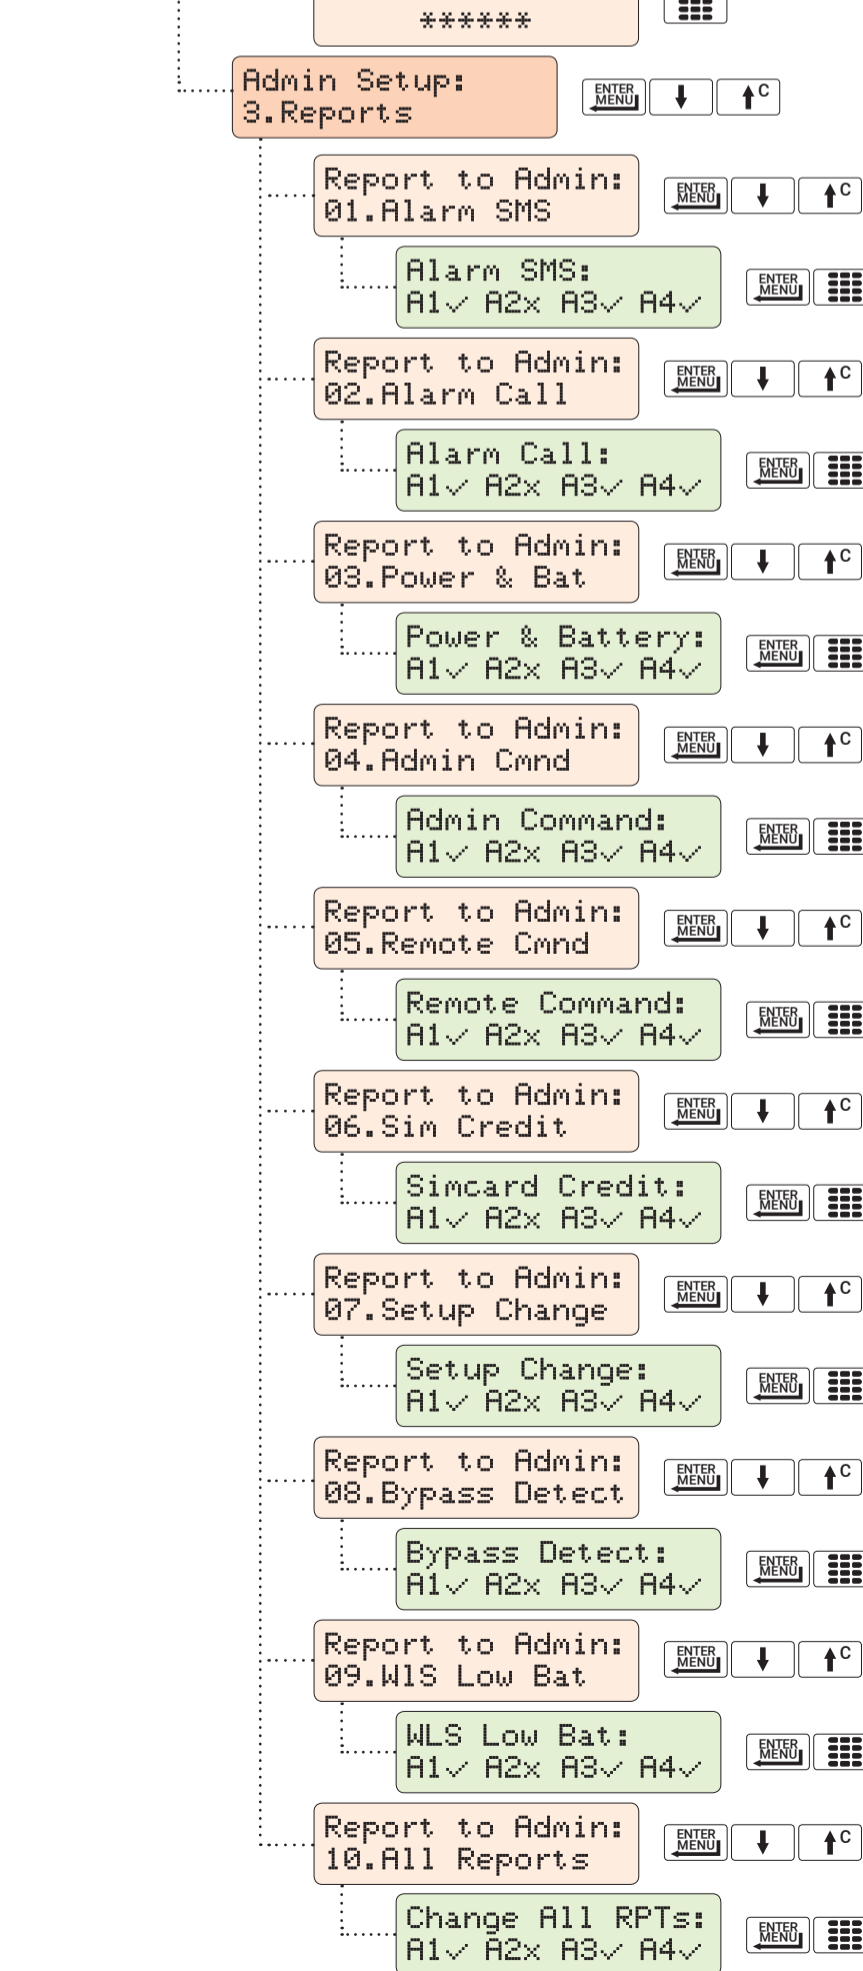 ******
Admin Setup:
3.Reports
ENTER
MENU
C
Report to Admin:
01.Alarm SMS
ENTER
MENU
C
Alarm SMS:
A1✓ A2x A3✓ A4✓
ENTER
MENU
Report to Admin:
02.Alarm Call
ENTER
MENU
C
Alarm Call:
A1✓ A2x A3✓ A4✓
ENTER
MENU
Report to Admin:
03.Power & Bat
ENTER
MENU
C
Power & Battery:
A1✓ A2x A3✓ A4✓
ENTER
MENU
Report to Admin:
04.Admin Cmnd
ENTER
MENU
C
Admin Command:
A1✓ A2x A3✓ A4✓
ENTER
MENU
Report to Admin:
05.Remote Cmnd
ENTER
MENU
C
Remote Command:
A1✓ A2x A3✓ A4✓
ENTER
MENU
Report to Admin:
06.Sim Credit
ENTER
MENU
C
Simcard Credit:
A1✓ A2x A3✓ A4✓
ENTER
MENU
Report to Admin:
07.Setup Change
ENTER
MENU
C
Setup Change:
A1✓ A2x A3✓ A4✓
ENTER
MENU
Report to Admin:
08.Bypass Detect
ENTER
MENU
C
Bypass Detect:
A1✓ A2x A3✓ A4✓
ENTER
MENU
Report to Admin:
09.WlS Low Bat
ENTER
MENU
C
WLS Low Bat:
A1✓ A2x A3✓ A4✓
ENTER
MENU
Report to Admin:
10.All Reports
ENTER
MENU
C
Change All RPTs:
A1✓ A2x A3✓ A4✓
ENTER
MENU